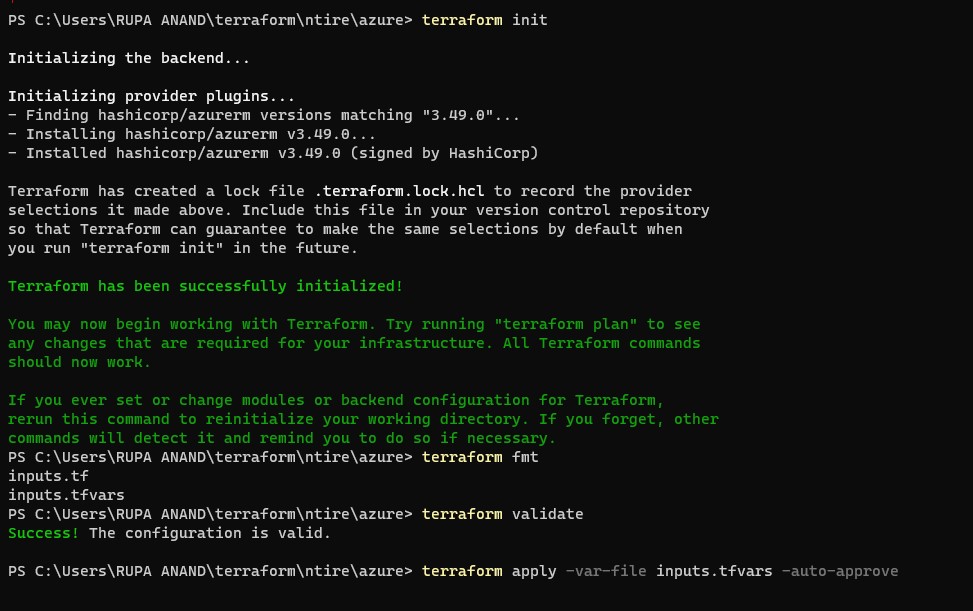 PS C:\Users\RUPA ANAND\terraform\ntire\azure> terraform init
Initializing the backend...
Initializing provider plugins...
- Finding hashicorp/azurerm versions matching "3.49.0"...
- Installing hashicorp/azurerm v3.49.0...
- Installed hashicorp/azurerm v3.49.0 (signed by HashiCorp)
Terraform has created a lock file .terraform.lock.hcl to record the provider
selections it made above. Include this file in your version control repository
so that Terraform can guarantee to make the same selections by default when
you run "terraform init" in the future.
Terraform has been successfully initialized!
You may now begin working with Terraform. Try running "terraform plan" to see
any changes that are required for your infrastructure. All Terraform commands
should now work.
If you ever set or change modules or backend configuration for Terraform,
rerun this command to reinitialize your working directory. If you forget, other
commands will detect it and remind you to do so if necessary.
PS C:\Users\RUPA ANAND\terraform\ntire\azure> terraform fmt
inputs.tf
inputs.tfvars
PS C:\Users\RUPA ANAND\terraform\ntire\azure> terraform validate
Success! The configuration is valid.
PS C:\Users\RUPA ANAND\terraform\ntire\azure> terraform apply -var-file inputs.tfvars -auto-approve